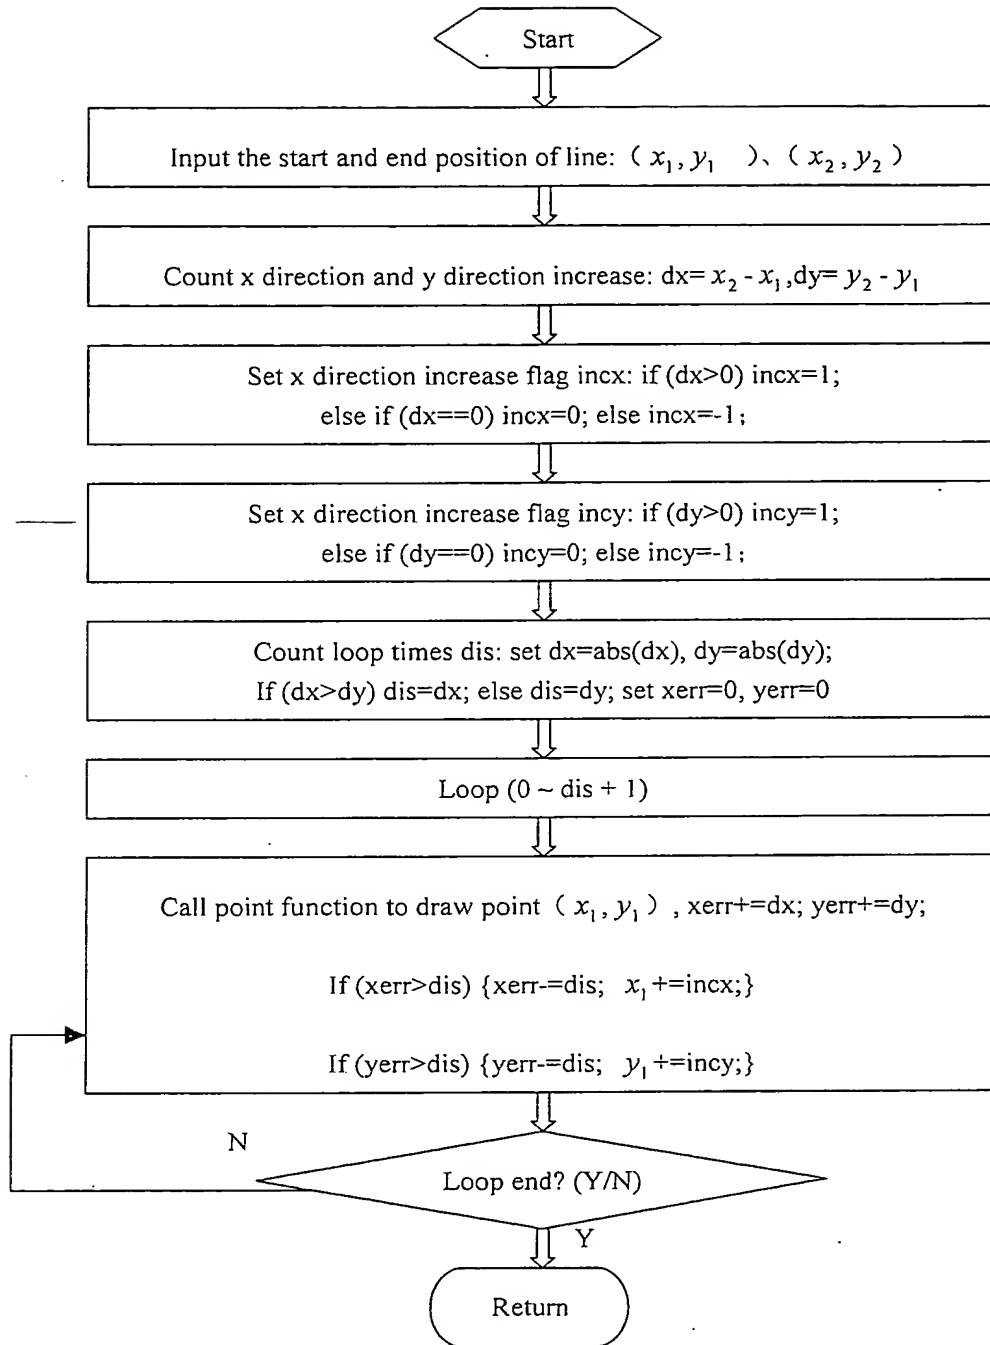 Start
Input the start and end position of line: （ x₁, y₁ ）、（ x₂, y₂ ）
Count x direction and y direction increase: dx= x₂ - x₁,dy= y₂ - y₁
Set x direction increase flag incx: if (dx>0) incx=1;
else if (dx==0) incx=0; else incx=-1;
Set x direction increase flag incy: if (dy>0) incy=1;
else if (dy==0) incy=0; else incy=-1;
Count loop times dis: set dx=abs(dx), dy=abs(dy);
If (dx>dy) dis=dx; else dis=dy; set xerr=0, yerr=0
Loop (0 ~ dis + 1)
Call point function to draw point （ x₁, y₁ ）, xerr+=dx; yerr+=dy;
If (xerr>dis) {xerr-=dis; x₁ +=incx;}
If (yerr>dis) {yerr-=dis; y₁ +=incy;}
N
Loop end? (Y/N)
Y
Return